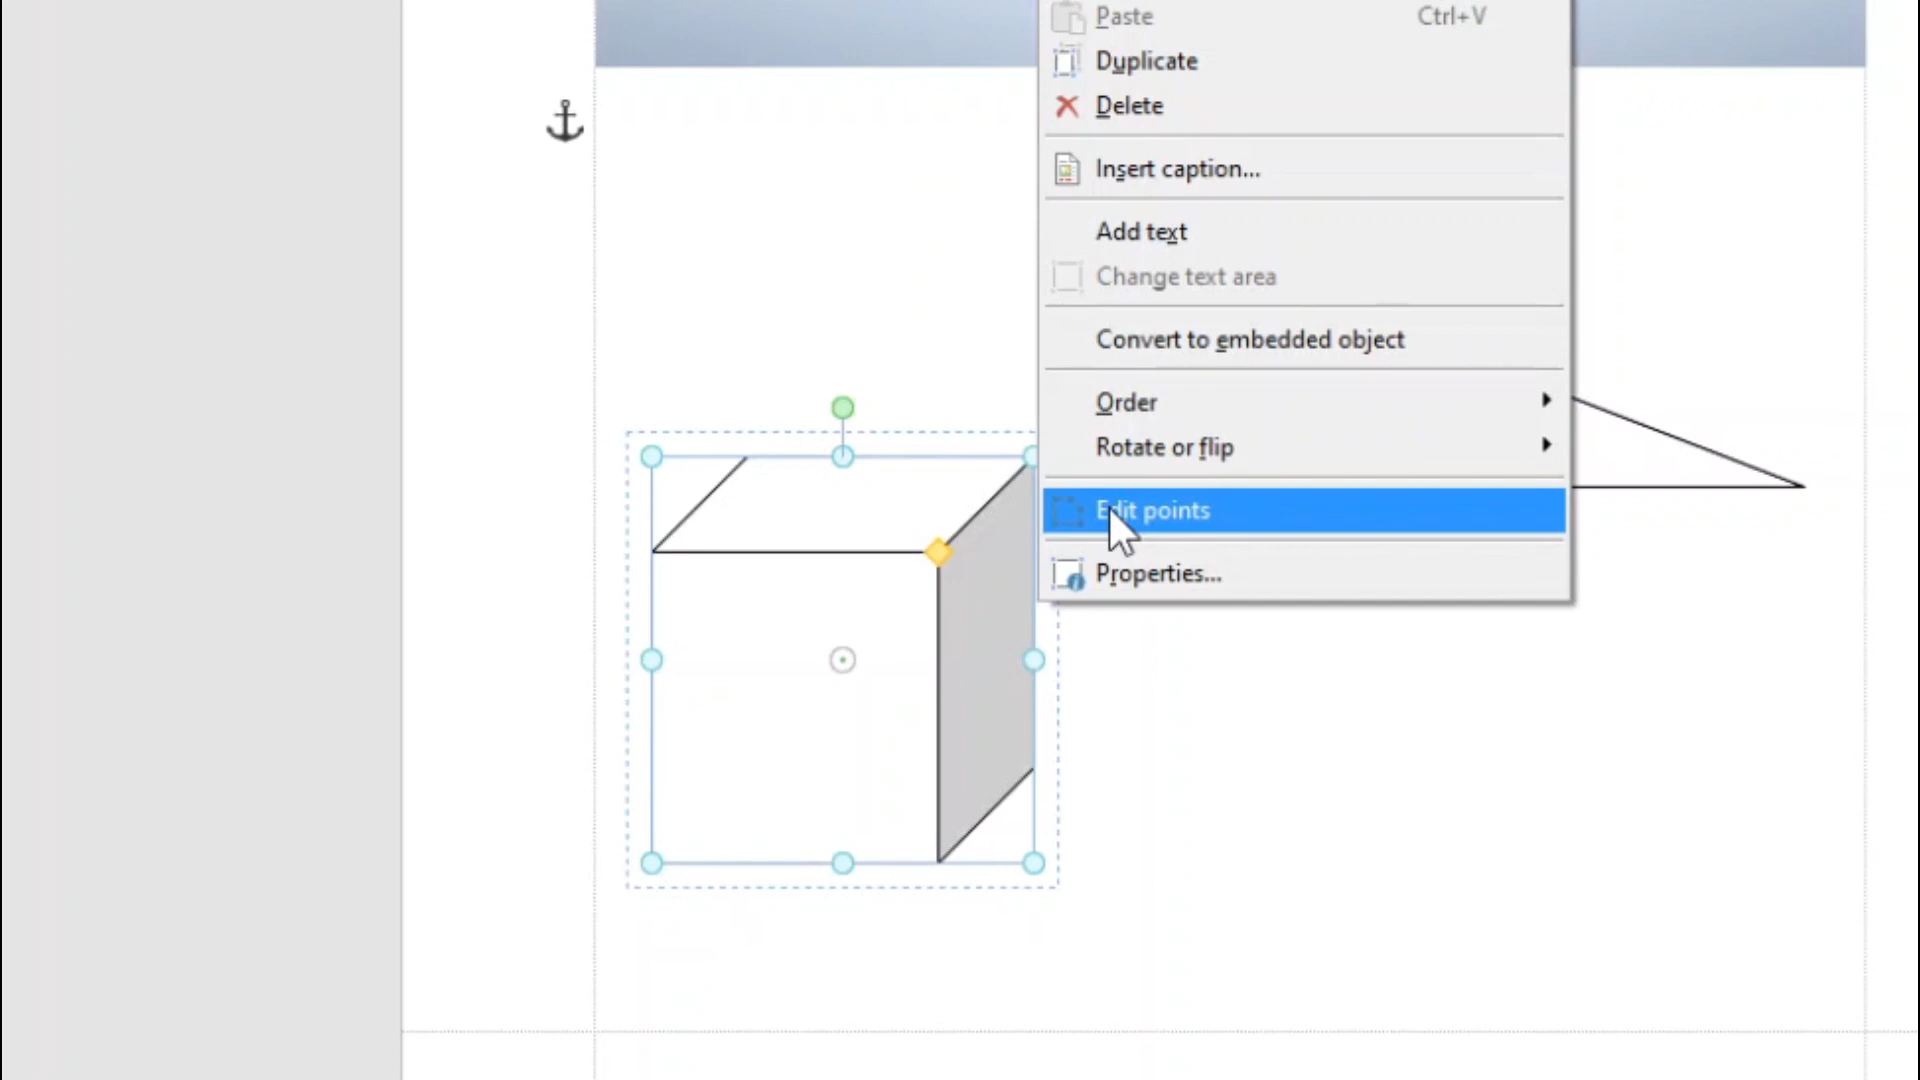 Paste Ctrl+V
Duplicate
Delete
Insert caption...
Add text
Change text area
Convert to embedded object
Order
Rotate or flip
Edit points
Properties...